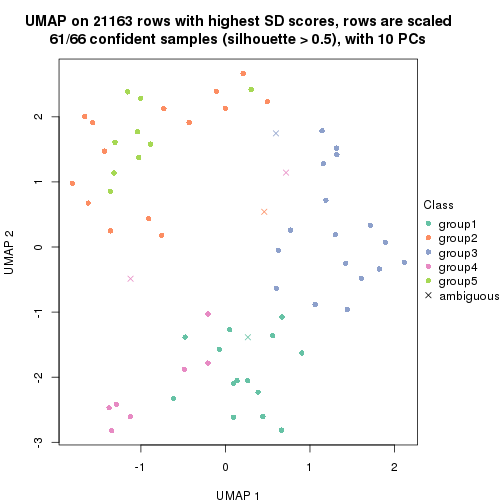 UMAP on 21163 rows with highest SD scores, rows are scaled
61/66 confident samples (silhouette > 0.5), with 10 PCs
2
1
0
-1
-2
-3
-1
0
1
2
UMAP 1
UMAP 2
Class
group1
group2
group3
group4
group5
ambiguous